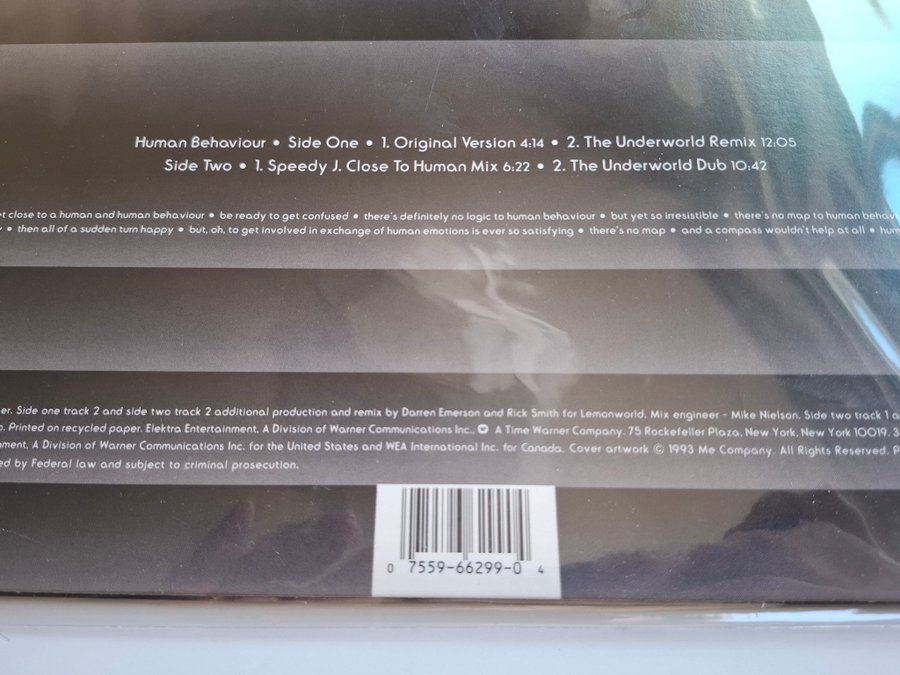 Human Behaviour • Side One • 1. Original Version 4:14 • 2. The Underworld Remix 12:05
Side Two • 1. Speedy J. Close To Human Mix 6:22 • 2. The Underworld Dub 10:42
et close to a human and human behaviour • be ready to get confused • there's definitely no logic to human behaviour • but yet so irresistible • there's no map to human behav
• then all of a sudden turn happy • but, oh, to get involved in exchange of human emotions is ever so satisfying • there's no map • and a compass wouldn't help at all • hum
er. Side one track 2 and side two track 2 additional production and remix by Darren Emerson and Rick Smith for Lemonworld. Mix engineer - Mike Nielson. Side two track 1 a
. Printed on recycled paper. Elektra Entertainment, A Division of Warner Communications Inc., A Time Warner Company. 75 Rockefeller Plaza, New York, New York 10019. 3
nment, A Division of Warner Communications Inc. for the United States and WEA International Inc. for Canada. Cover artwork © 1993 Me Company. All Rights Reserved. P
ed by Federal law and subject to criminal prosecution.
0 7559-66299-0 4